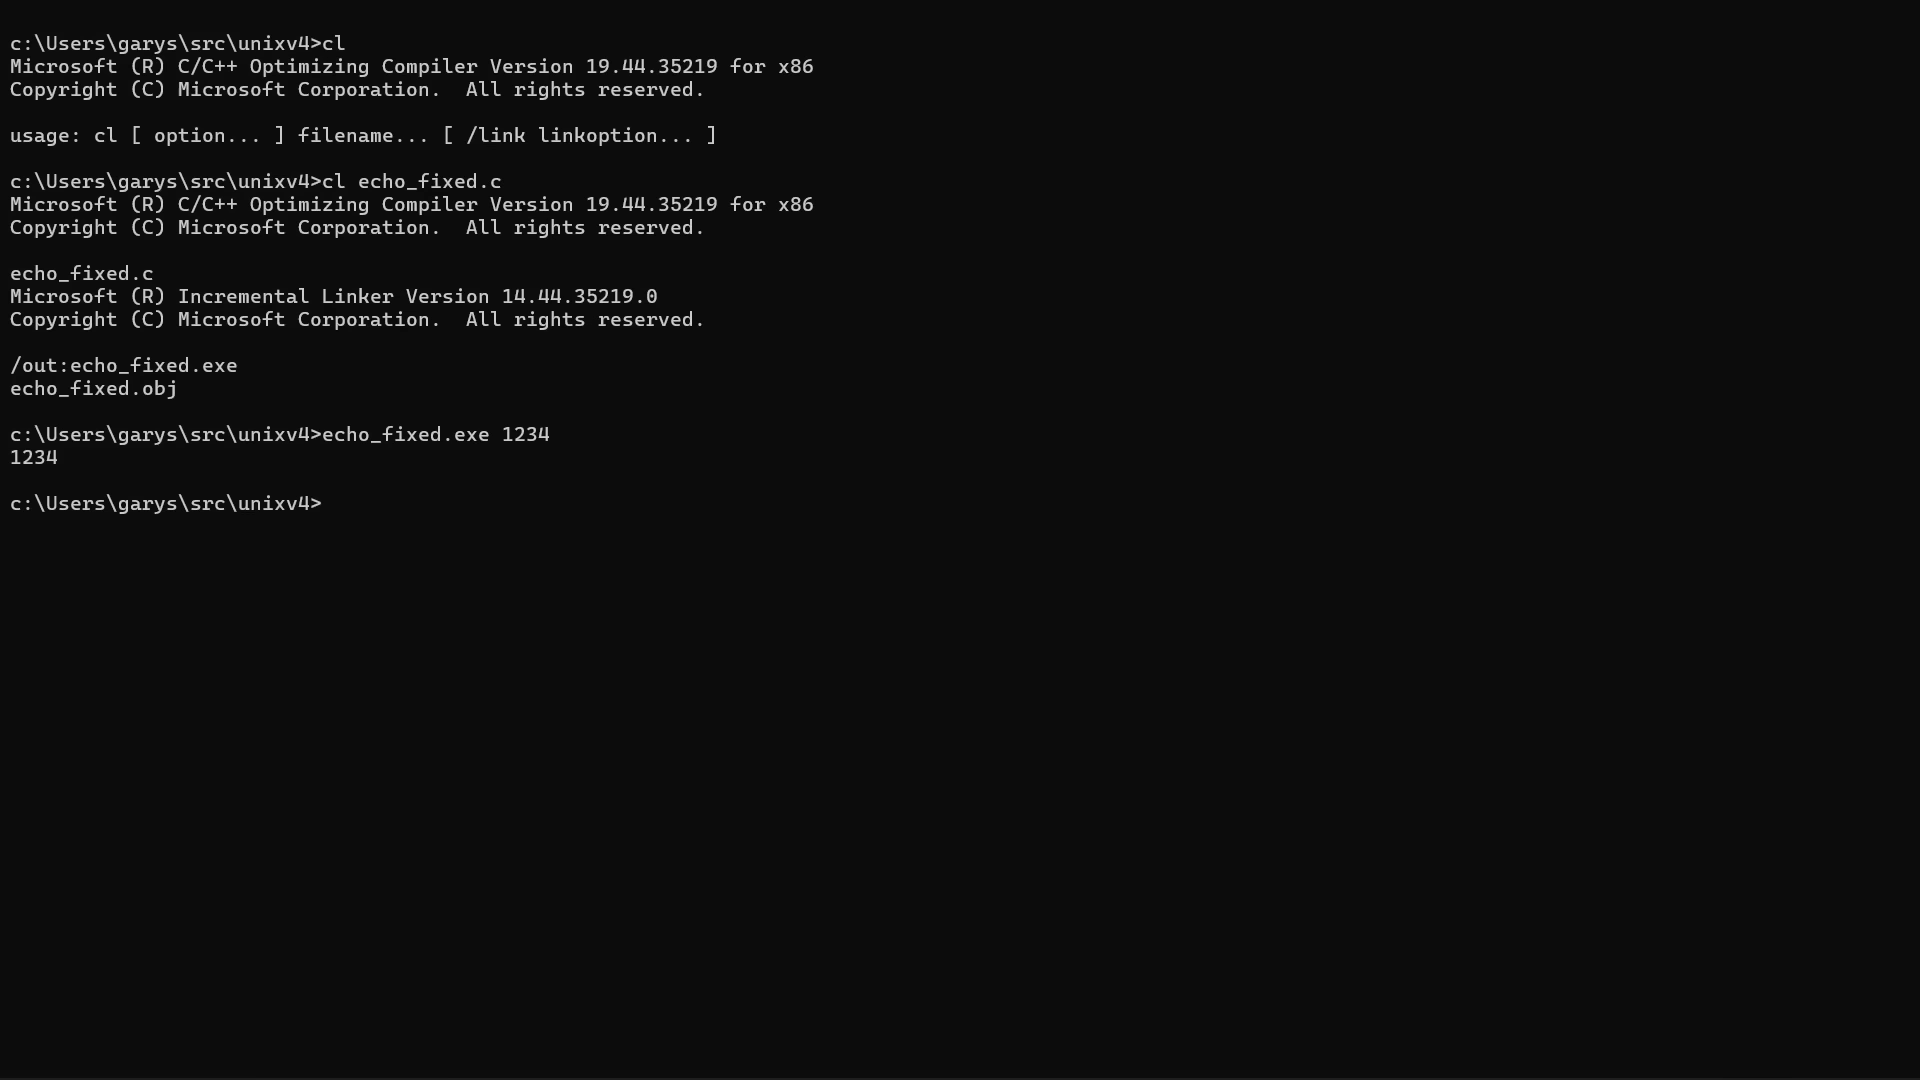 c:\Users\garys\src\unixv4>cl
Microsoft (R) C/C++ Optimizing Compiler Version 19.44.35219 for x86
Copyright (C) Microsoft Corporation.  All rights reserved.

usage: cl [ option... ] filename... [ /link linkoption... ]

c:\Users\garys\src\unixv4>cl echo_fixed.c
Microsoft (R) C/C++ Optimizing Compiler Version 19.44.35219 for x86
Copyright (C) Microsoft Corporation.  All rights reserved.

echo_fixed.c
Microsoft (R) Incremental Linker Version 14.44.35219.0
Copyright (C) Microsoft Corporation.  All rights reserved.

/out:echo_fixed.exe
echo_fixed.obj

c:\Users\garys\src\unixv4>echo_fixed.exe 1234
1234

c:\Users\garys\src\unixv4>